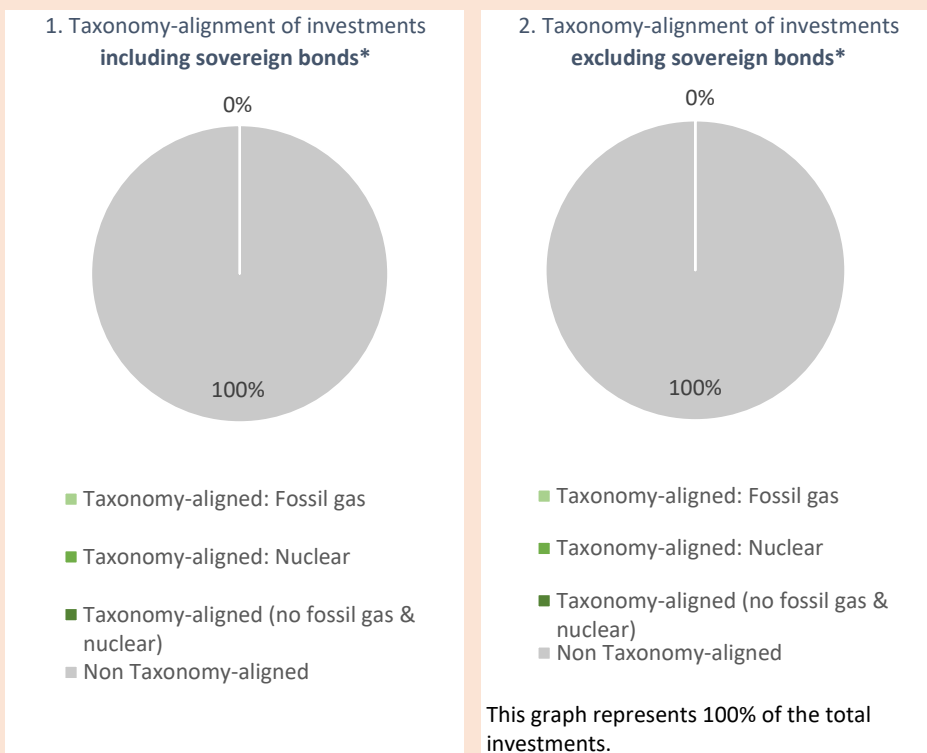 1. Taxonomy-alignment of investments
including sovereign bonds*
0%
100%
Taxonomy-aligned: Fossil gas
Taxonomy-aligned: Nuclear
Taxonomy-aligned (no fossil gas &
nuclear)
Non Taxonomy-aligned
2. Taxonomy-alignment of investments
excluding sovereign bonds*
0%
100%
Taxonomy-aligned: Fossil gas
Taxonomy-aligned: Nuclear
Taxonomy-aligned (no fossil gas &
nuclear)
Non Taxonomy-aligned
This graph represents 100% of the total
investments.